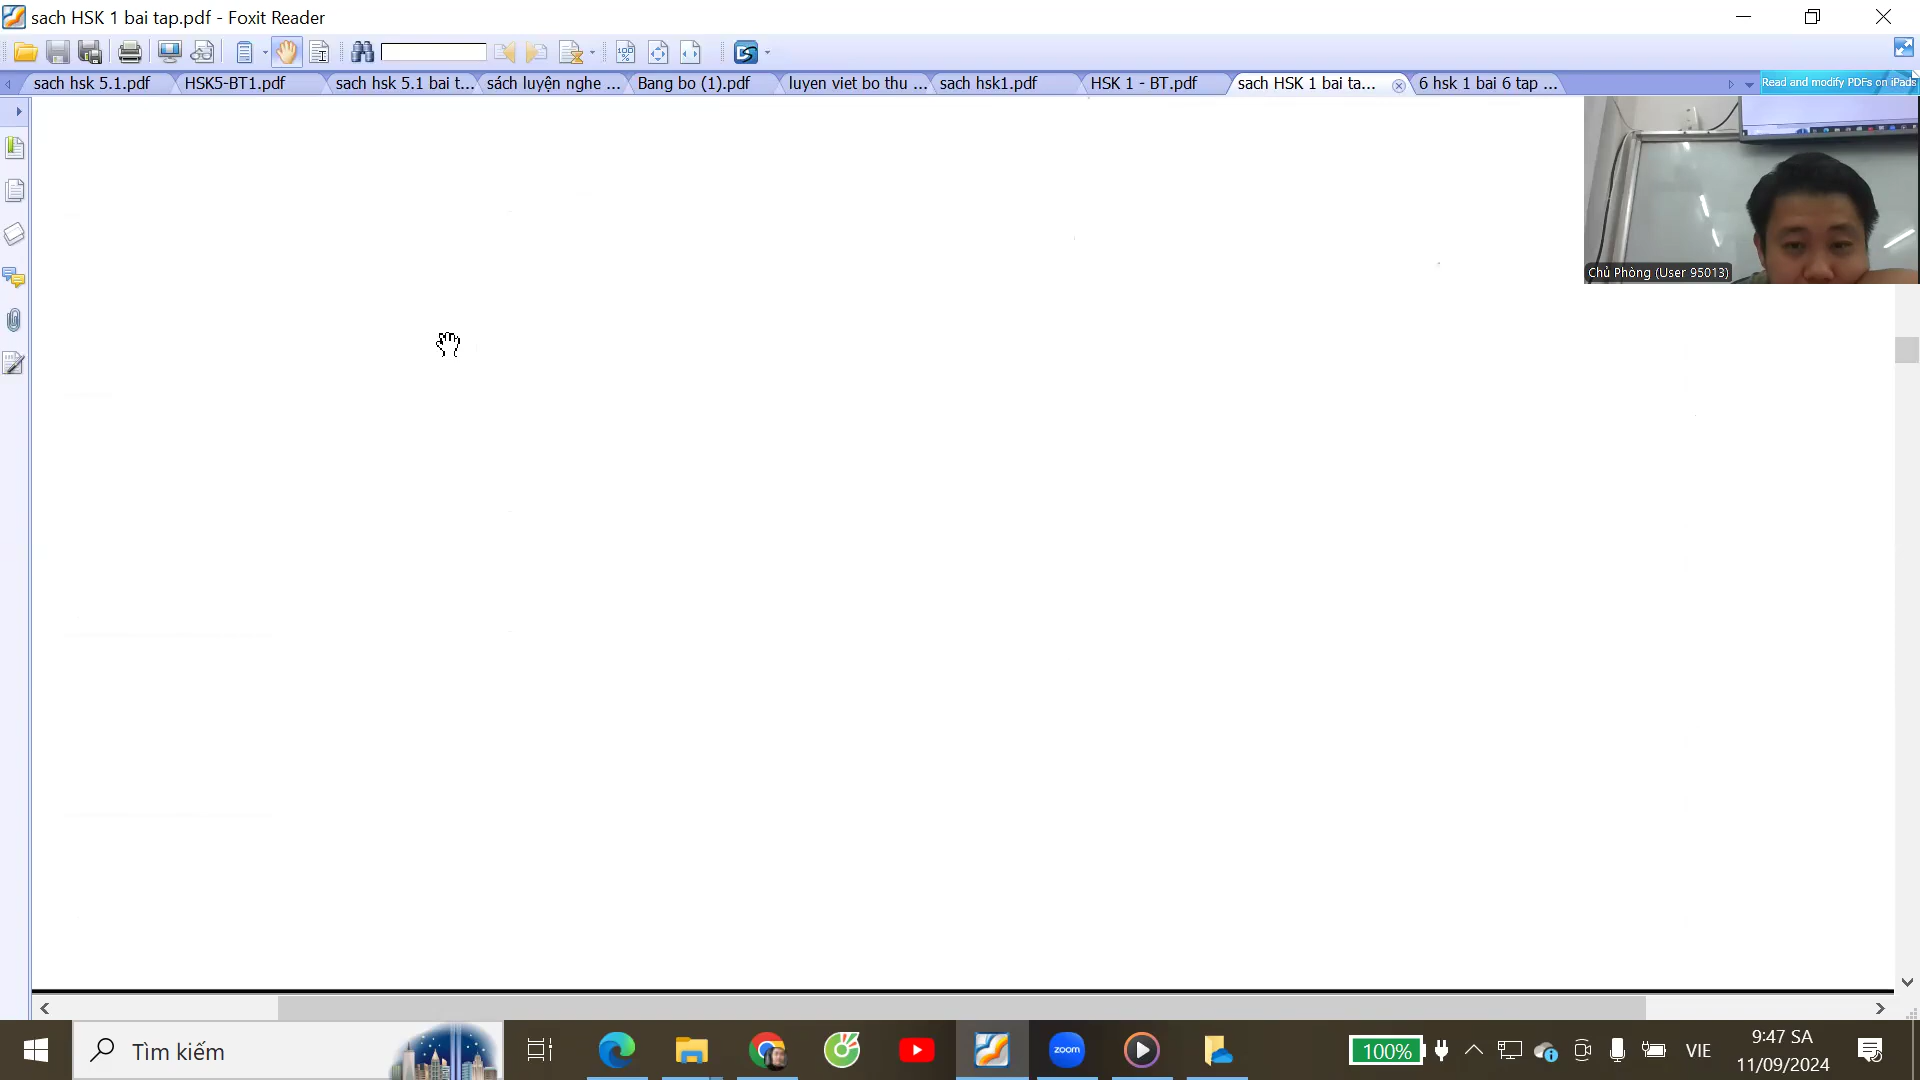 sach HSK 1 bai tap.pdf - Foxit Reader
sach hsk 5.1.pdf
HSK5-BT1.pdf
sach hsk 5.1 bai t...
sách luyện nghe ...
Bang bo (1).pdf
luyen viet bo thu ...
sach hsk1.pdf
HSK 1 - BT.pdf
sach HSK 1 bai ta...
6 hsk 1 bai 6 tap ...
Read and modify PDFs on iPads
Chủ Phòng (User 95013)
Tìm kiếm
zoom
100%
VIE
9:47 SA
11/09/2024